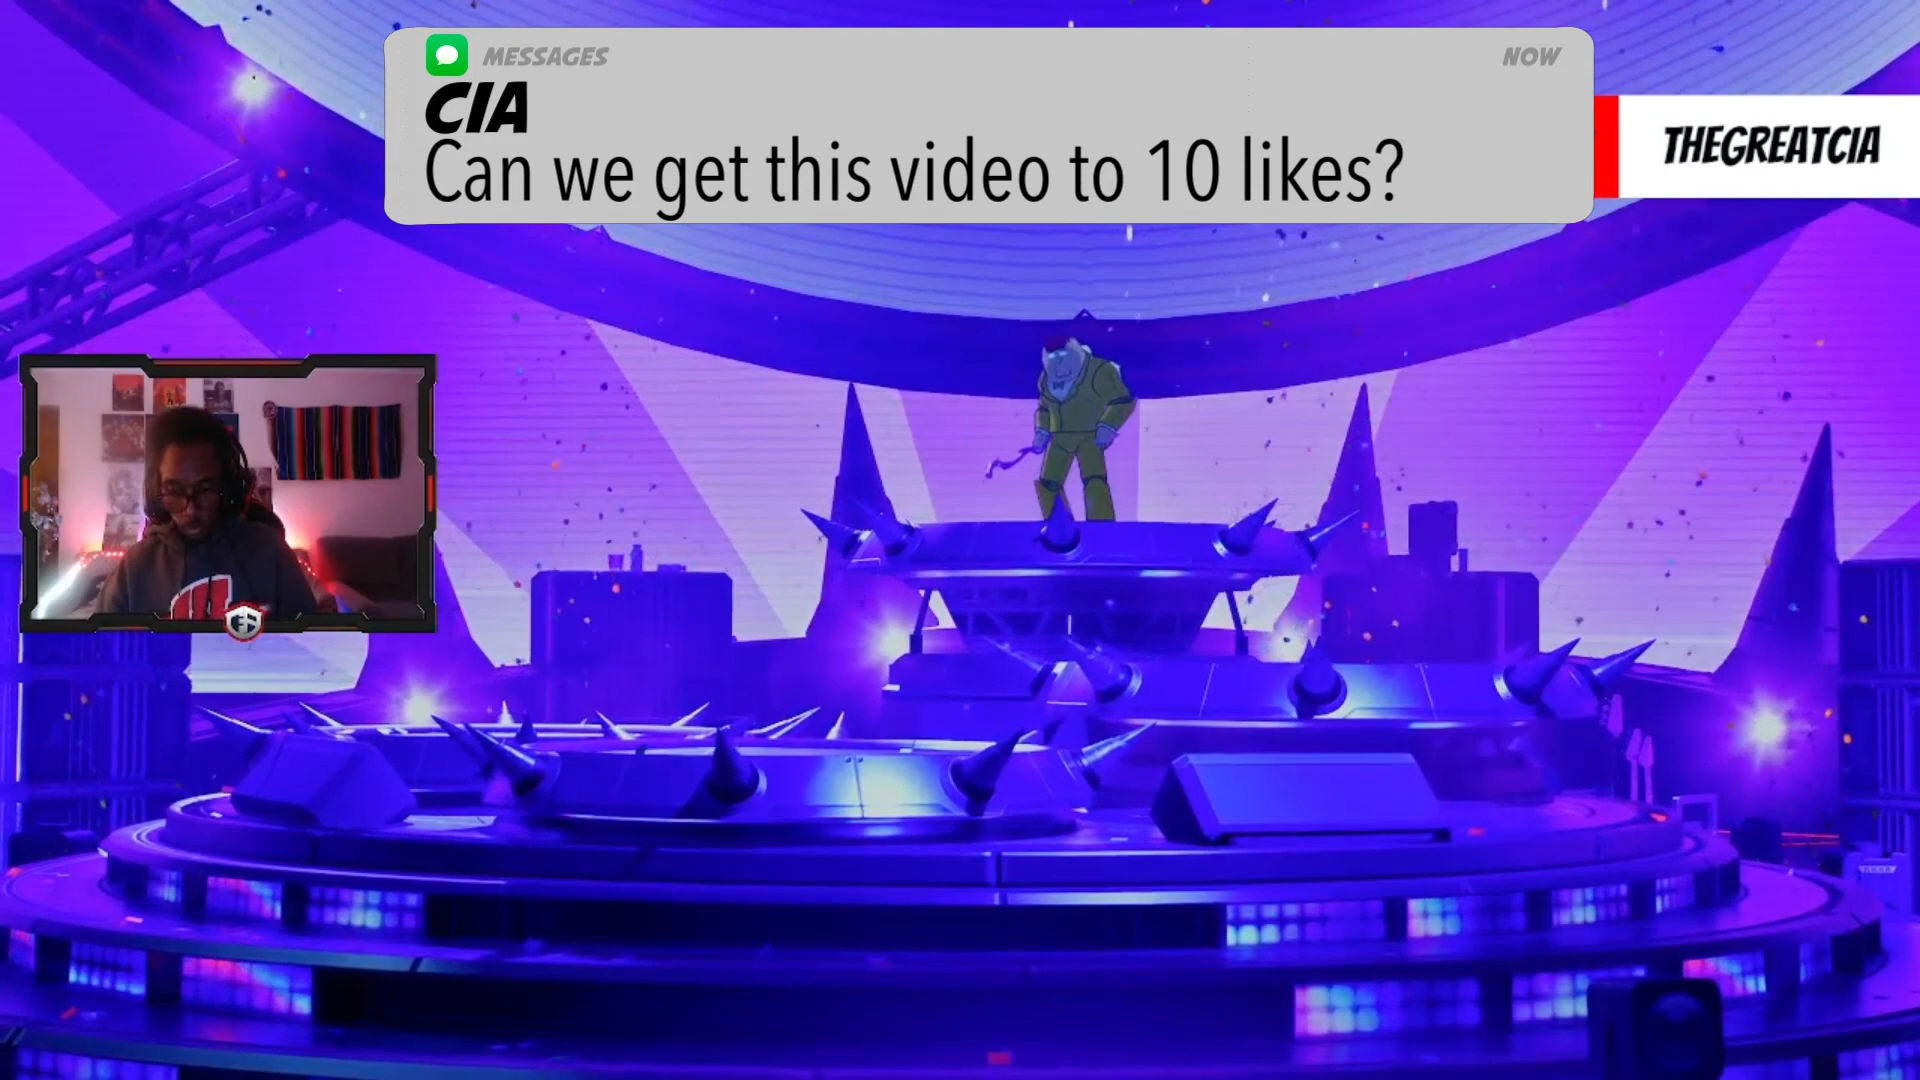 MESSAGES
NOW
CIA
Can we get this video to 10 likes?
THEGREATCIA